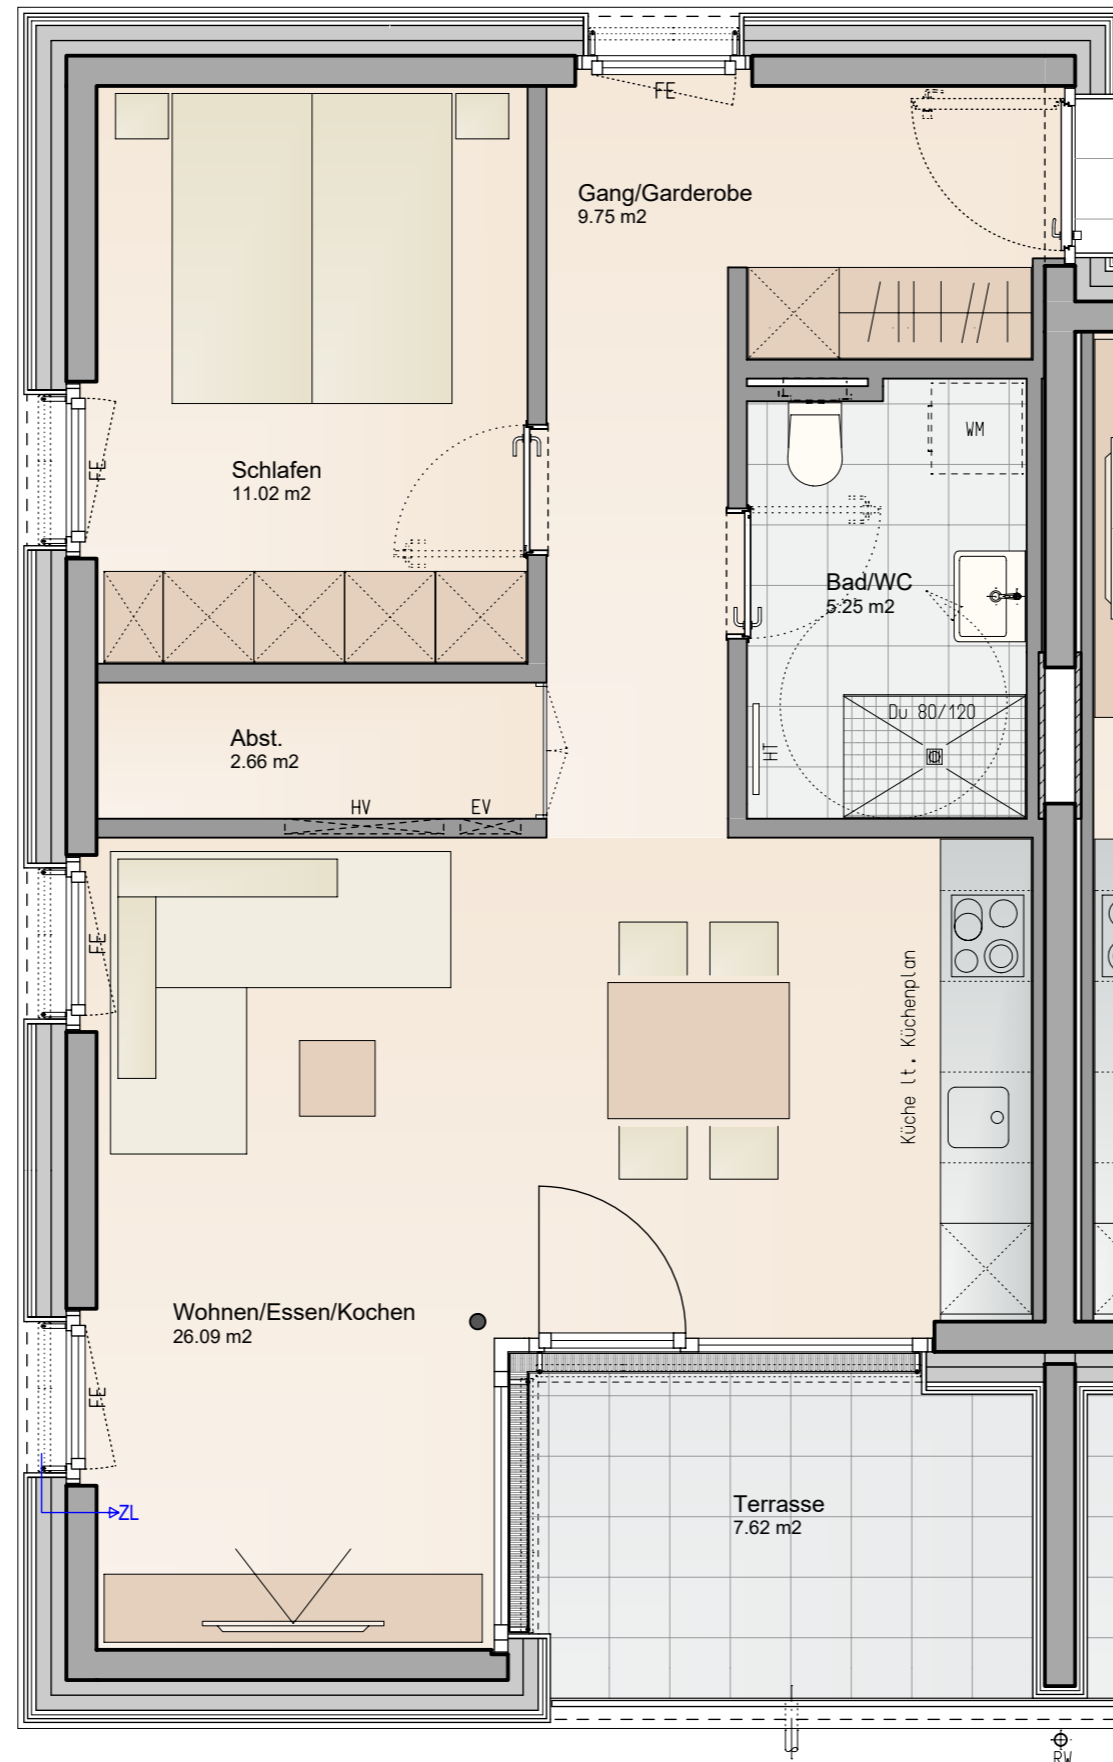 FE
Gang/Garderobe
9.75 m2
WM
Schlafen
11.02 m2
FE
Bad/WC
5.25 m2
Du 80/120
HT
Abst.
2.66 m2
HV
EV
FE
Küche lt. Küchenplan
Wohnen/Essen/Kochen
26.09 m2
FE
ZL
Terrasse
7.62 m2
RW